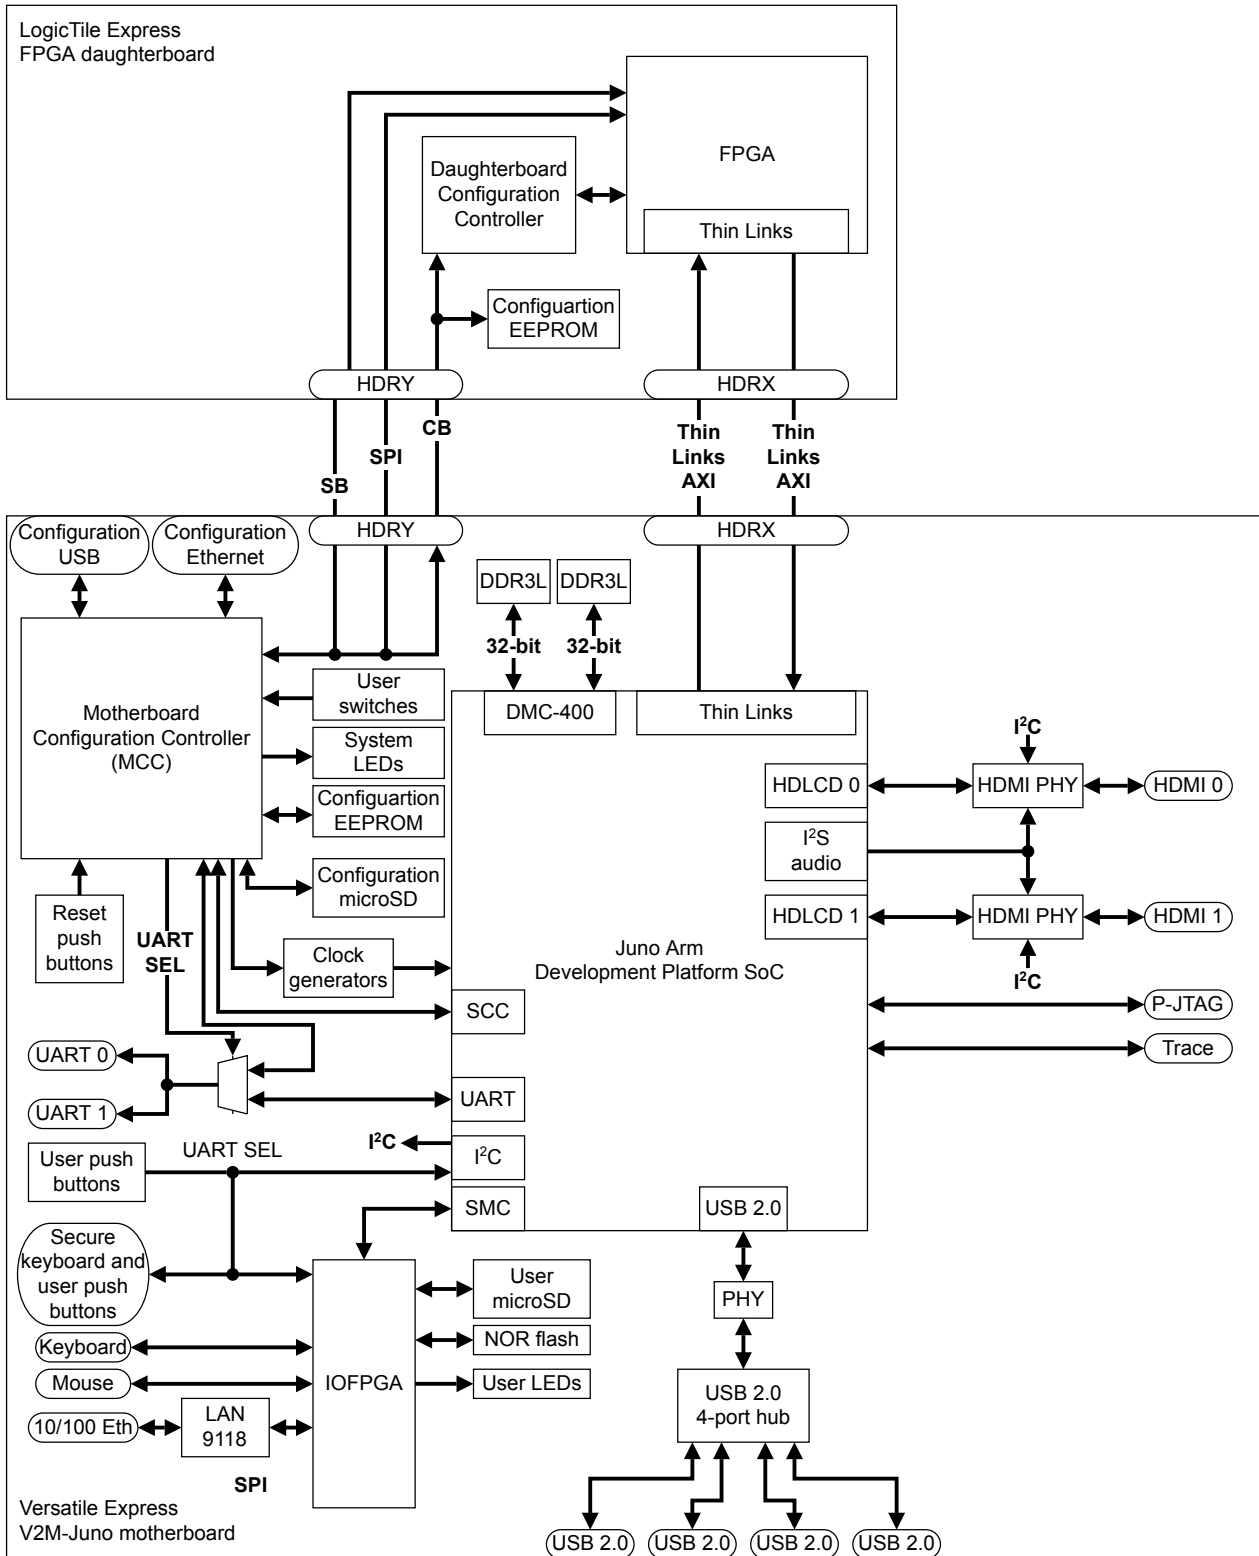 LogicTile Express
FPGA daughterboard
FPGA
Daughterboard
Configuration
Controller
Thin Links
Configuartion
EEPROM
HDRY
HDRX
CB
SPI
SB
Thin
Links
AXI
Thin
Links
AXI
Configuration
USB
Configuration
Ethernet
HDRY
HDRX
DDR3L
DDR3L
32-bit
32-bit
User
switches
DMC-400
Thin Links
Motherboard
Configuration Controller
(MCC)
System
LEDs
Configuartion
EEPROM
Configuration
microSD
HDLCD 0
I²C
HDMI PHY
HDMI 0
I²S
audio
HDLCD 1
HDMI PHY
HDMI 1
I²C
Reset
push
buttons
UART
SEL
Clock
generators
Juno Arm
Development Platform SoC
SCC
P-JTAG
Trace
UART 0
UART 1
UART
I²C
I²C
User push
buttons
UART SEL
SMC
USB 2.0
Secure
keyboard and
user push
buttons
User
microSD
PHY
Keyboard
NOR flash
Mouse
IOFPGA
User LEDs
USB 2.0
4-port hub
10/100 Eth
LAN
9118
SPI
Versatile Express
V2M-Juno motherboard
USB 2.0
USB 2.0
USB 2.0
USB 2.0